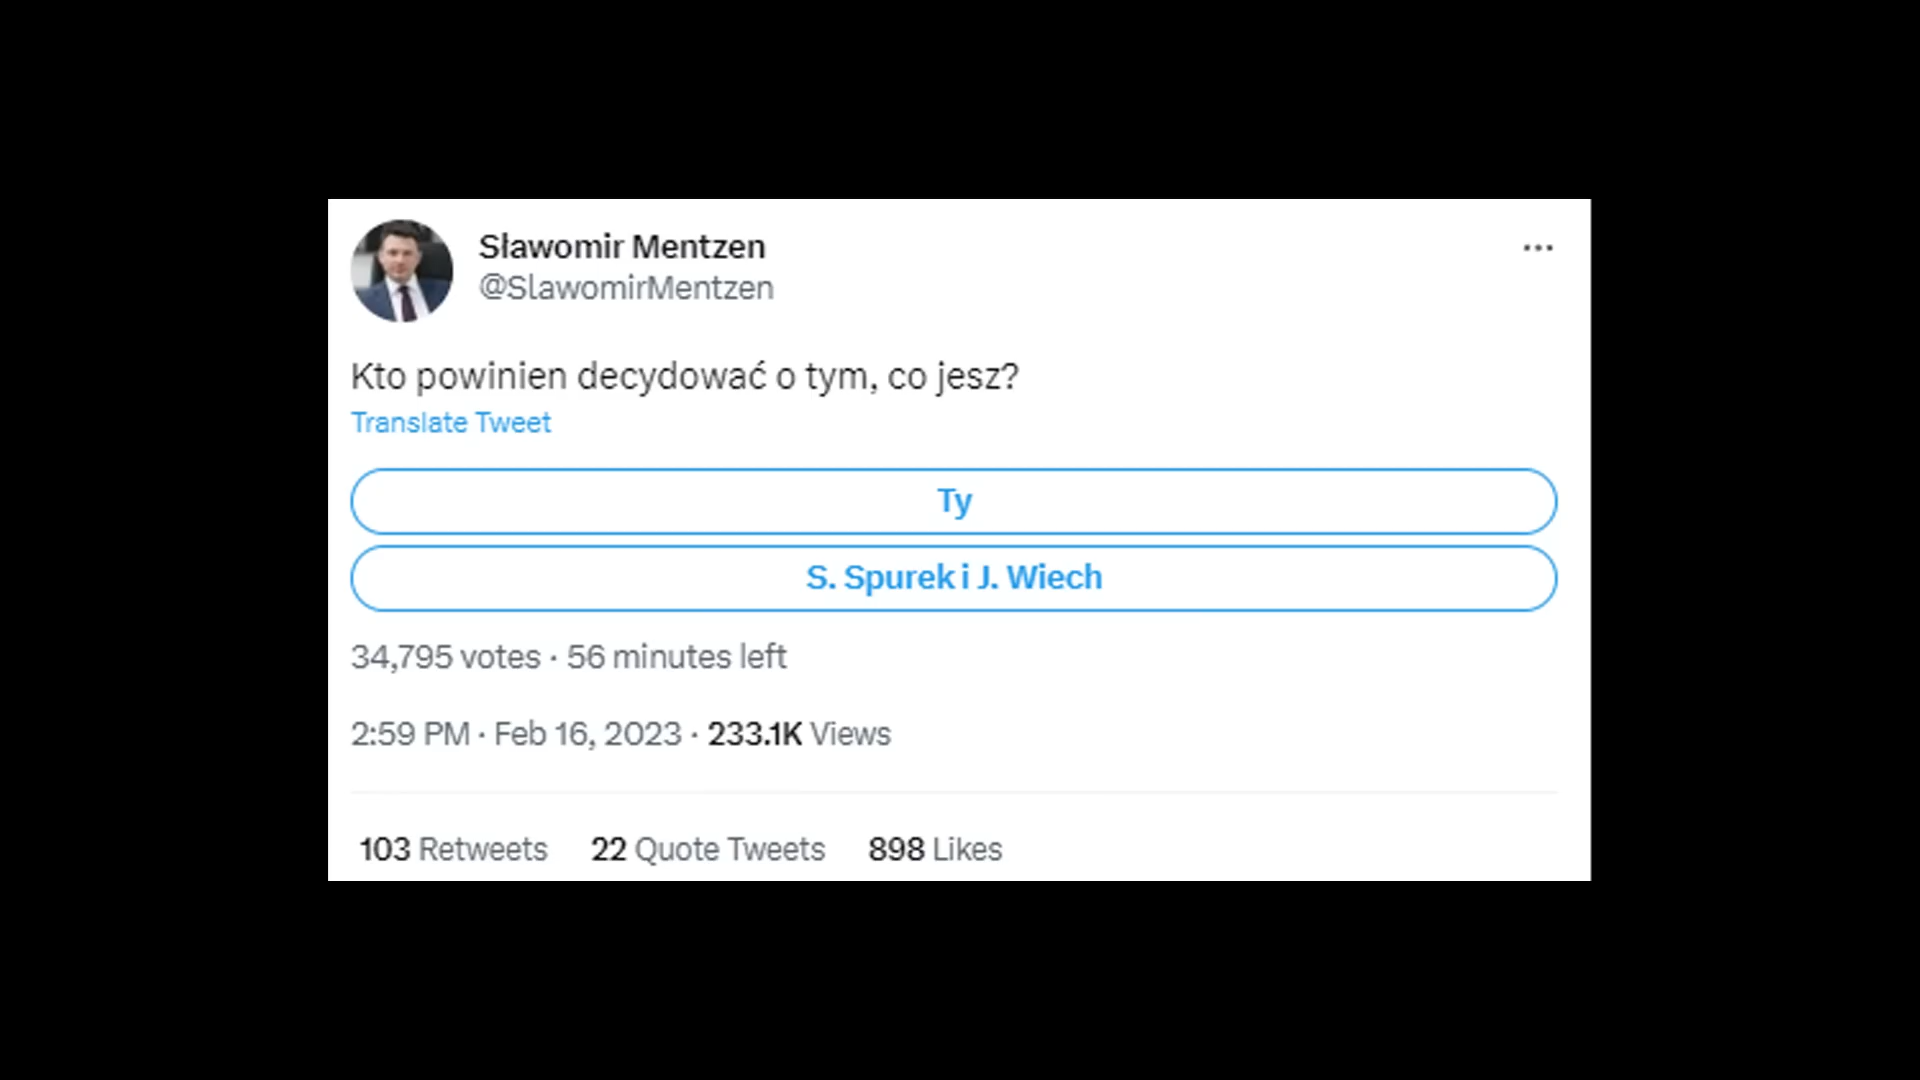 Sławomir Mentzen
@SlawomirMentzen
Kto powinien decydować o tym, co jesz?
Translate Tweet
Ty
S. Spurek i J. Wiech
34,795 votes · 56 minutes left
2:59 PM · Feb 16, 2023 · 233.1K Views
103 Retweets 22 Quote Tweets 898 Likes